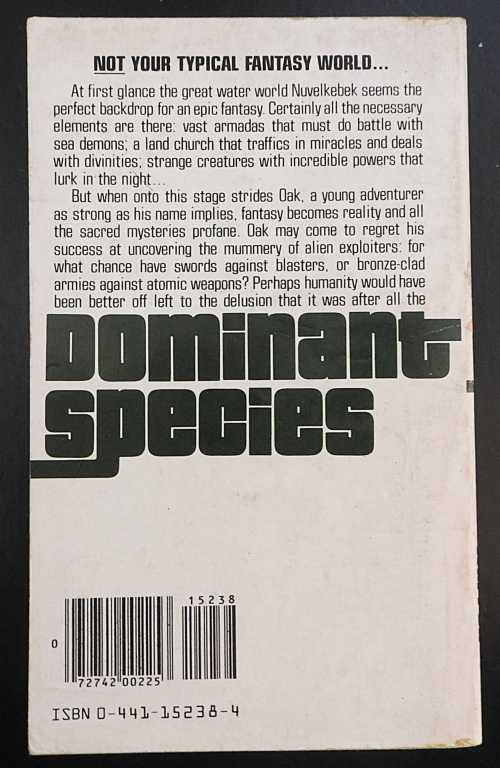 NOT YOUR TYPICAL FANTASY WORLD...
At first glance the great water world Nuvelkebek seems the
perfect backdrop for an epic fantasy. Certainly all the necessary
elements are there: vast armadas that must do battle with
sea demons; a land church that traffics in miracles and deals
with divinities; strange creatures with incredible powers that
lurk in the night...
But when onto this stage strides Oak, a young adventurer
as strong as his name implies, fantasy becomes reality and all
the sacred mysteries profane. Oak may come to regret his
success at uncovering the mummery of alien exploiters: for
what chance have swords against blasters, or bronze-clad
armies against atomic weapons? Perhaps humanity would have
been better off left to the delusion that it was after all the
Dominant
species
15238
0
72742 00225
ISBN 0-441-15238-4